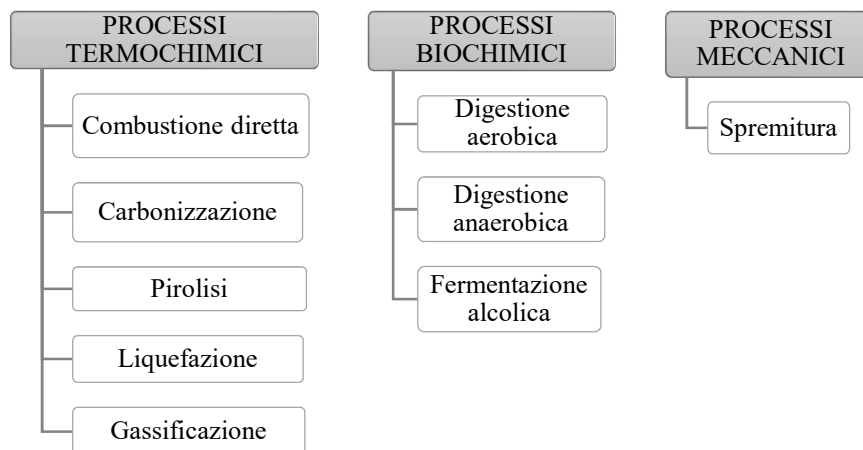 PROCESSI
TERMOCHIMICI
Combustione diretta
Carbonizzazione
Pirolisi
Liquefazione
Gassificazione
PROCESSI
BIOCHIMICI
Digestione
aerobica
Digestione
anaerobica
Fermentazione
alcolica
PROCESSI
MECCANICI
Spremitura